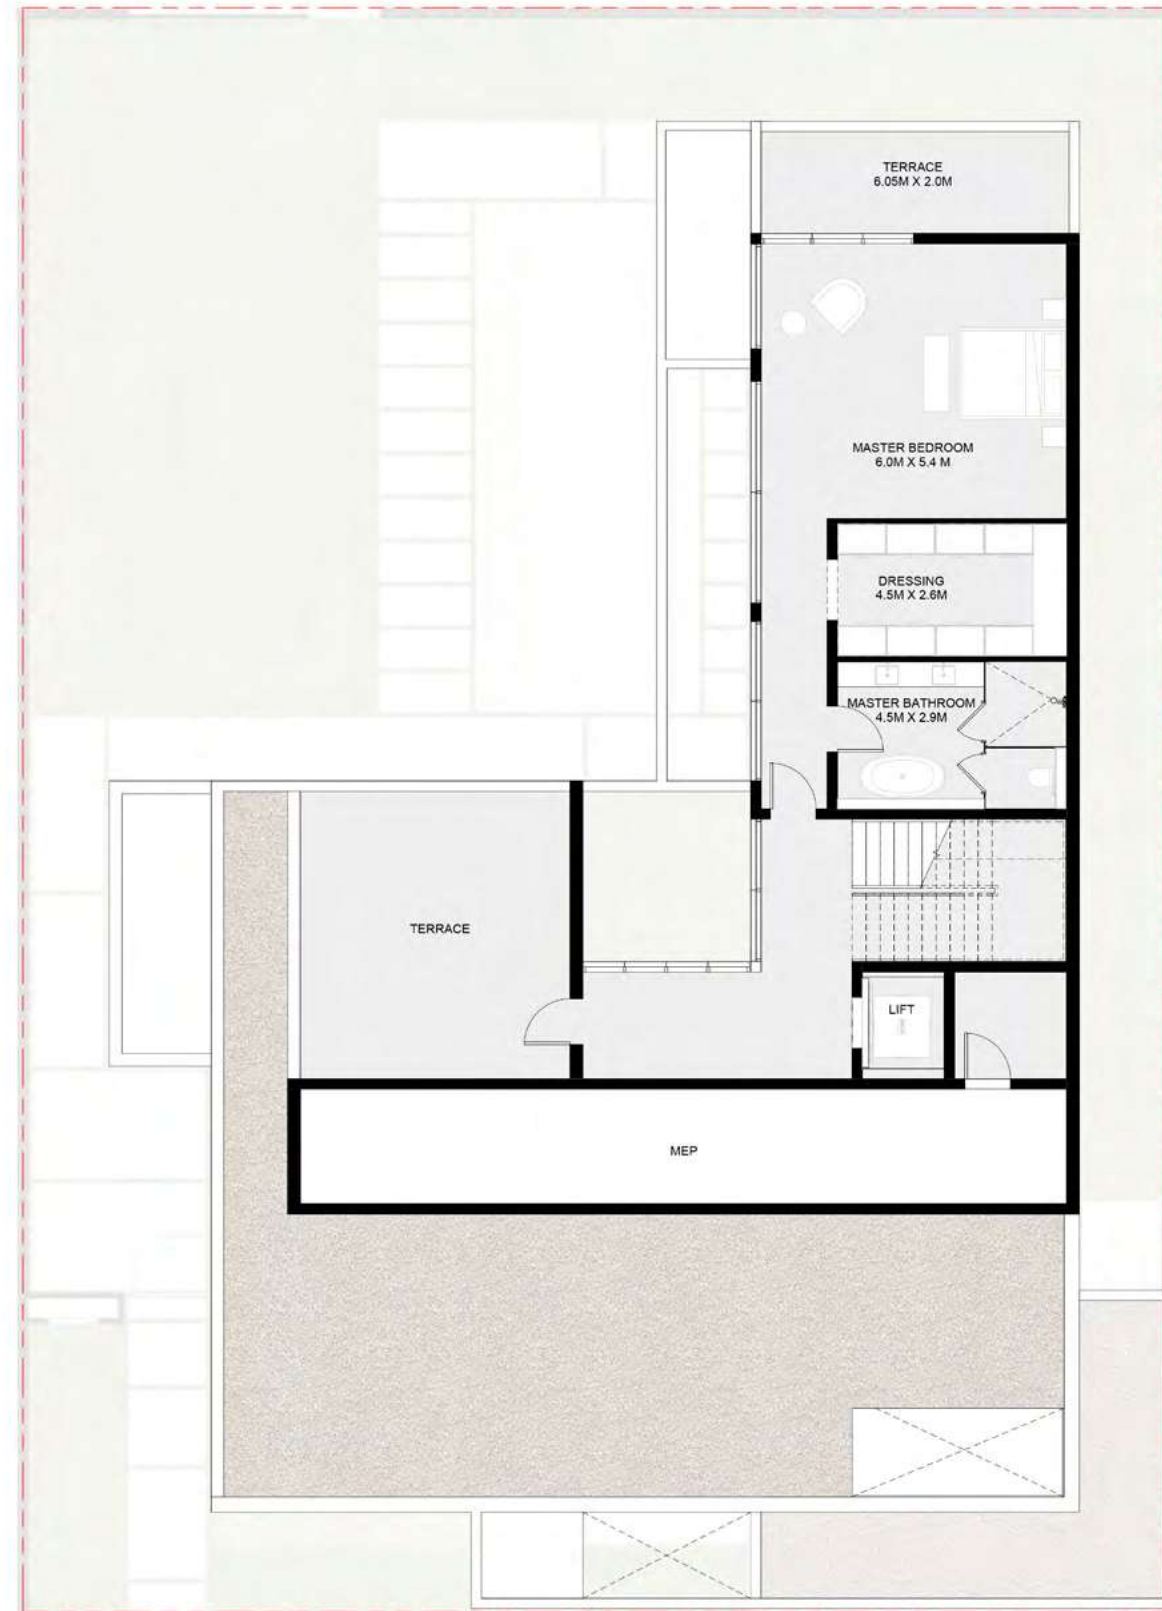 TERRACE
6.05M X 2.0M
MASTER BEDROOM
6.0M X 5.4 M
DRESSING
4.5M X 2.6M
MASTER BATHROOM
4.5M X 2.9M
TERRACE
LIFT
MEP